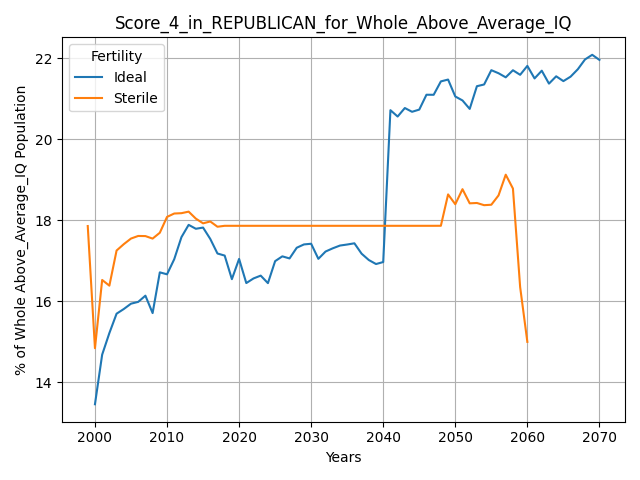 Score_4_in_REPUBLICAN_for_Whole_Above_Average_IQ
Fertility
Ideal
Sterile
% of Whole Above_Average_IQ Population
22
20
18
16
14
2000
2010
2020
2030
2040
2050
2060
2070
Years